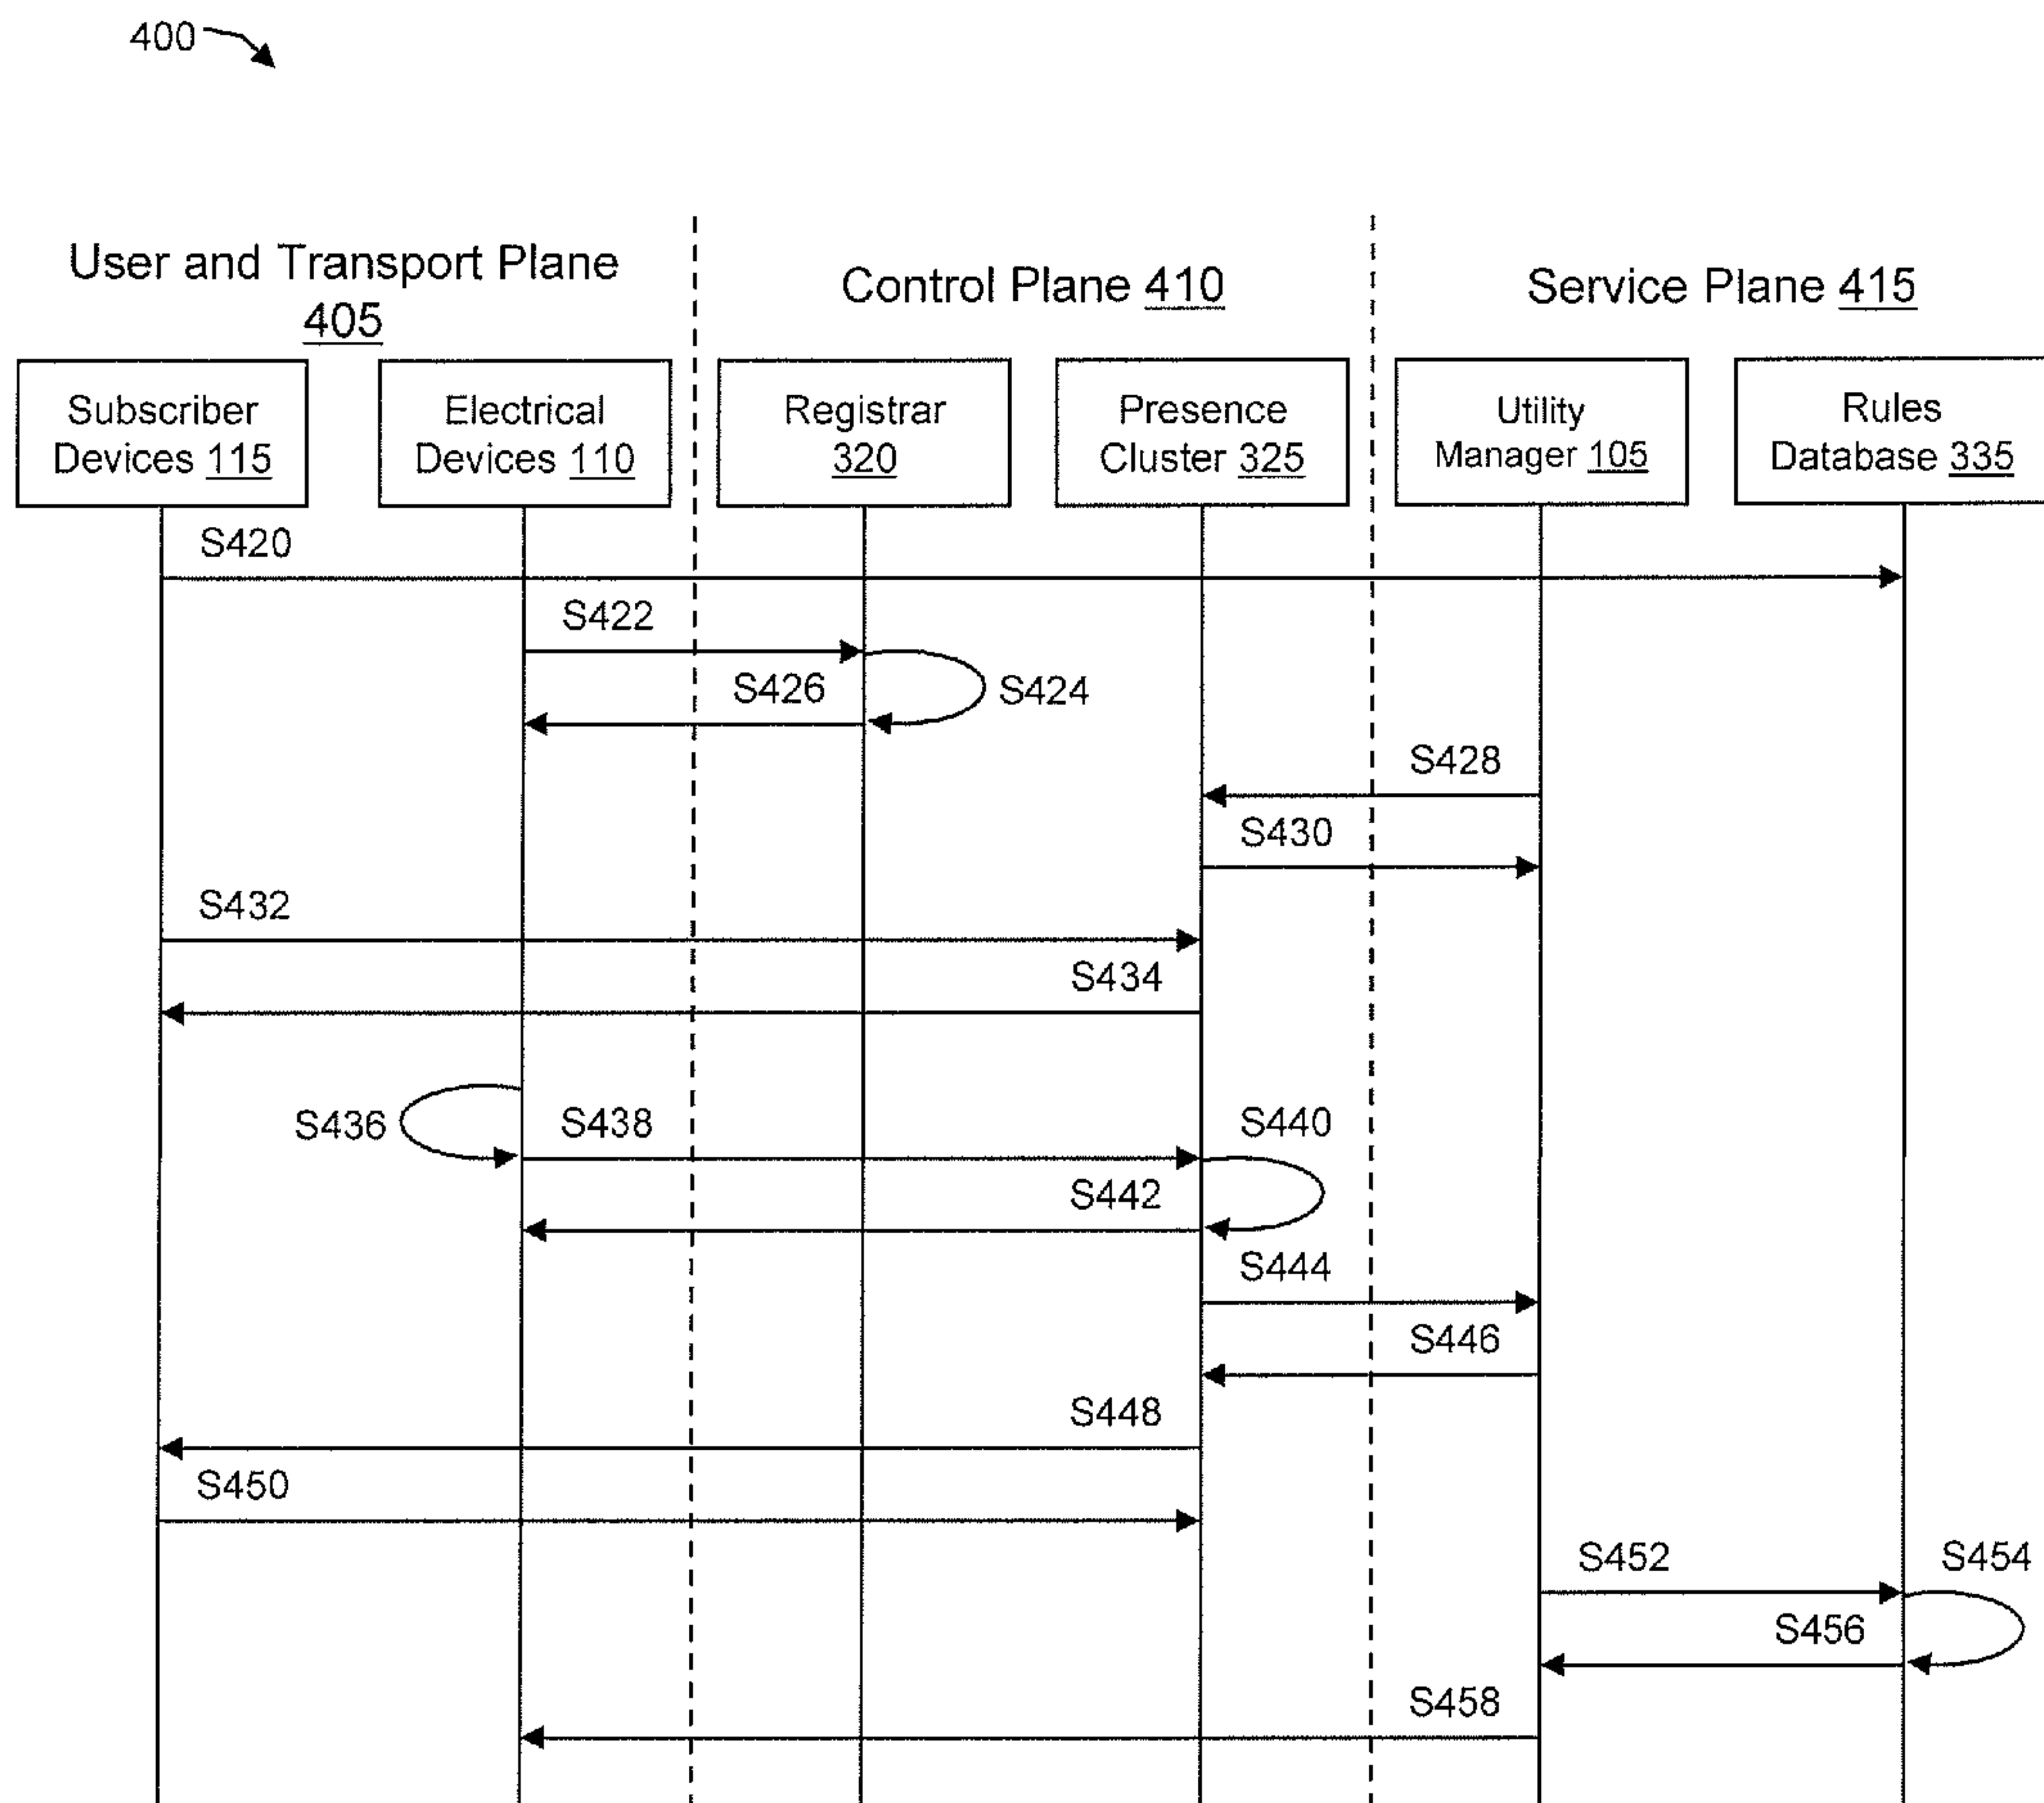 400
User and Transport Plane
405
Control Plane 410
Service Plane 415
Subscriber
Devices 115
Electrical
Devices 110
Registrar
320
Presence
Cluster 325
Utility
Manager 105
Rules
Database 335
S420
S422
S426
S424
S428
S430
S432
S434
S436
S438
S440
S442
S444
S446
S448
S450
S452
S454
S456
S458